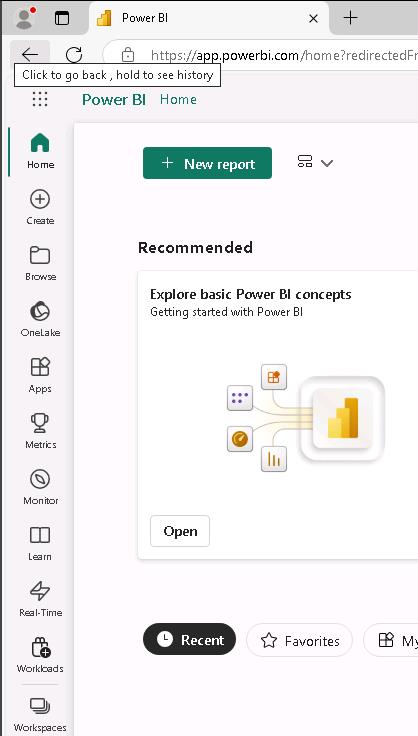 Power BI
https://app.powerbi.com/home?redirectedFr
Click to go back, hold to see history
Power BI Home
Home
Create
Browse
OneLake
Apps
Metrics
Monitor
Learn
Real-Time
Workloads
Workspaces
+ New report
Recommended
Explore basic Power BI concepts
Getting started with Power BI
Open
Recent
Favorites
My